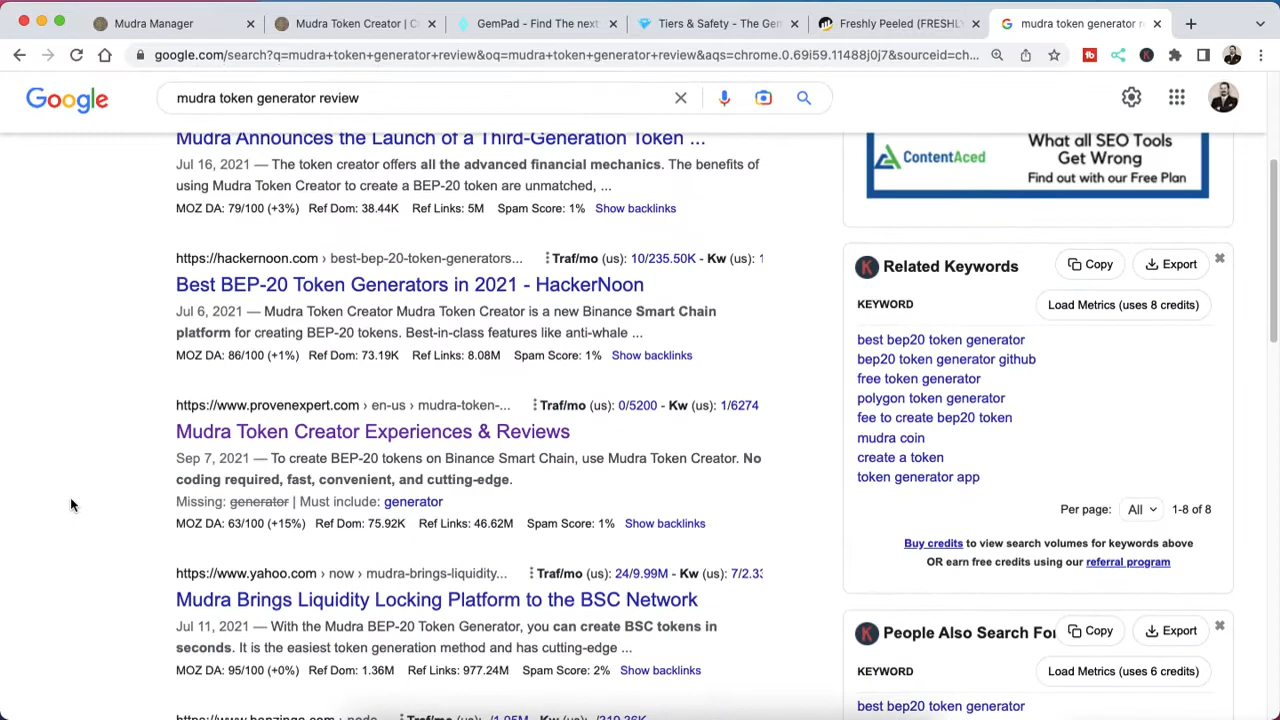 Mudra Manager
Mudra Token Creator | C
GemPad - Find The next
Tiers & Safety - The Gem
Freshly Peeled (FRESHLY
mudra token generator re
google.com/search?q=mudra+token+generator+review&oq=mudra+token+generator+review&aqs=chrome.0.69i59.11488j0j7&sourceid=ch...
Google
mudra token generator review
Mudra Announces the Launch of a Third-Generation Token ...
Jul 16, 2021 — The token creator offers all the advanced financial mechanics. The benefits of
using Mudra Token Creator to create a BEP-20 token are unmatched, ...
MOZ DA: 79/100 (+3%) Ref Dom: 38.44K Ref Links: 5M Spam Score: 1% Show backlinks
https://hackernoon.com › best-bep-20-token-generators... Traf/mo (us): 10/235.50K - Kw (us): 1
Best BEP-20 Token Generators in 2021 - HackerNoon
Jul 6, 2021 — Mudra Token Creator Mudra Token Creator is a new Binance Smart Chain
platform for creating BEP-20 tokens. Best-in-class features like anti-whale ...
MOZ DA: 86/100 (+1%) Ref Dom: 73.19K Ref Links: 8.08M Spam Score: 1% Show backlinks
https://www.provenexpert.com › en-us › mudra-token-... Traf/mo (us): 0/5200 - Kw (us): 1/6274
Mudra Token Creator Experiences & Reviews
Sep 7, 2021 — To create BEP-20 tokens on Binance Smart Chain, use Mudra Token Creator. No
coding required, fast, convenient, and cutting-edge.
Missing: generator | Must include: generator
MOZ DA: 63/100 (+15%) Ref Dom: 75.92K Ref Links: 46.62M Spam Score: 1% Show backlinks
https://www.yahoo.com › now › mudra-brings-liquidity... Traf/mo (us): 24/9.99M - Kw (us): 7/2.33
Mudra Brings Liquidity Locking Platform to the BSC Network
Jul 11, 2021 — With the Mudra BEP-20 Token Generator, you can create BSC tokens in
seconds. It is the easiest token generation method and has cutting-edge ...
MOZ DA: 95/100 (+0%) Ref Dom: 1.36M Ref Links: 977.24M Spam Score: 2% Show backlinks
ContentAced
What all SEO Tools
Get Wrong
Find out with our Free Plan
K Related Keywords Copy Export
KEYWORD Load Metrics (uses 8 credits)
best bep20 token generator
bep20 token generator github
free token generator
polygon token generator
fee to create bep20 token
mudra coin
create a token
token generator app
Per page: All 1-8 of 8
Buy credits to view search volumes for keywords above
OR earn free credits using our referral program
K People Also Search For Copy Export
KEYWORD Load Metrics (uses 6 credits)
best bep20 token generator